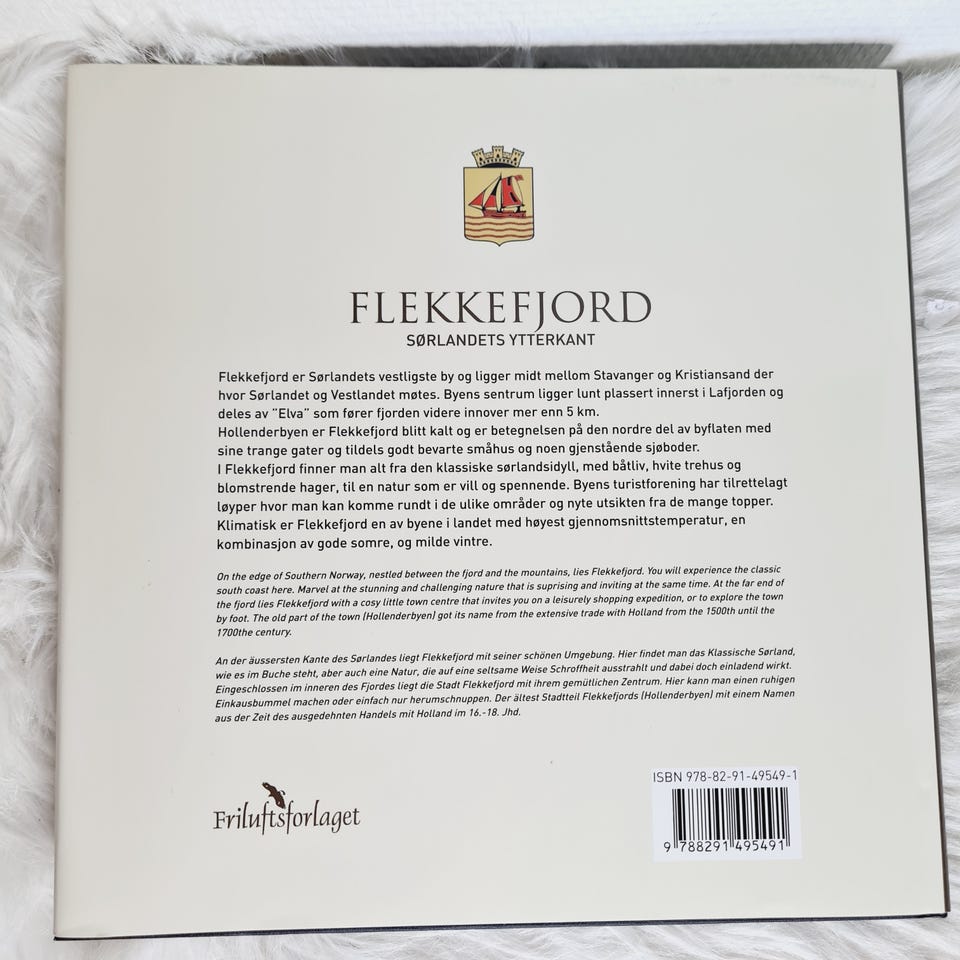 FLEKKEFJORD
SØRLANDETS YTTERKANT
Flekkefjord er Sørlandets vestligste by og ligger midt mellom Stavanger og Kristiansand der
hvor Sørlandet og Vestlandet møtes. Byens sentrum ligger lunt plassert innerst i Lafjorden og
deles av "Elva" som fører fjorden videre innover mer enn 5 km.
Hollenderbyen er Flekkefjord blitt kalt og er betegnelsen på den nordre del av byflaten med
sine trange gater og tildels godt bevarte småhus og noen gjenstående sjøboder.
I Flekkefjord finner man alt fra den klassiske sørlandsidyll, med båtliv, hvite trehus og
blomstrende hager, til en natur som er vill og spennende. Byens turistforening har tilrettelagt
løyper hvor man kan komme rundt i de ulike områder og nyte utsikten fra de mange topper.
Klimatisk er Flekkefjord en av byene i landet med høyest gjennomsnittstemperatur, en
kombinasjon av gode somre, og milde vintre.
On the edge of Southern Norway, nestled between the fjord and the mountains, lies Flekkefjord. You will experience the classic
south coast here. Marvel at the stunning and challenging nature that is suprising and inviting at the same time. At the far end of
the fjord lies Flekkefjord with a cosy little town centre that invites you on a leisurely shopping expedition, or to explore the town
by foot. The old part of the town (Hollenderbyen) got its name from the extensive trade with Holland from the 1500th until the
1700the century.
An der äussersten Kante des Sørlandes liegt Flekkefjord mit seiner schönen Umgebung. Hier findet man das Klassische Sørland,
wie es im Buche steht, aber auch eine Natur, die auf eine seltsame Weise Schroffheit ausstrahlt und dabei doch einladend wirkt.
Eingeschlossen im inneren des Fjordes liegt die Stadt Flekkefjord mit ihrem gemütlichen Zentrum. Hier kann man einen ruhigen
Einkausbummel machen oder einfach nur herumschnuppen. Der ältest Stadtteil Flekkefjords (Hollenderbyen) mit einem Namen
aus der Zeit des ausgedehnten Handels mit Holland im 16.-18. Jhd.
Friluftsforlaget
ISBN 978-82-91-49549-1
9 788291 495491